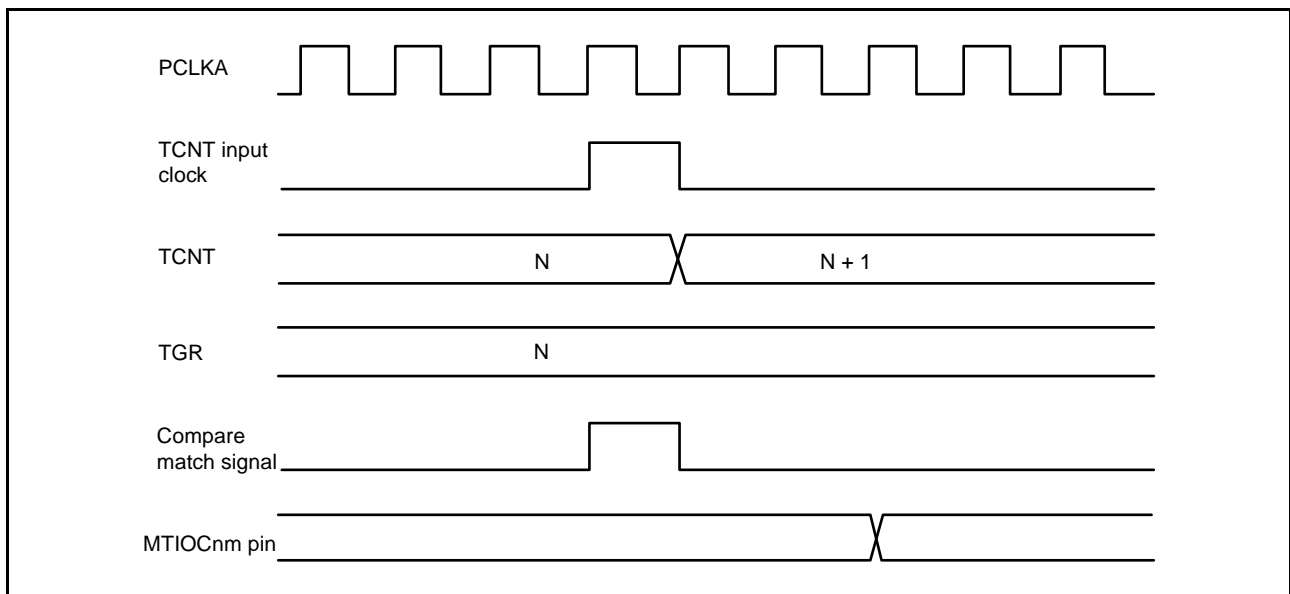 PCLKA
TCNT input
clock
TCNT
N
N + 1
TGR
N
Compare
match signal
MTIOCnm pin